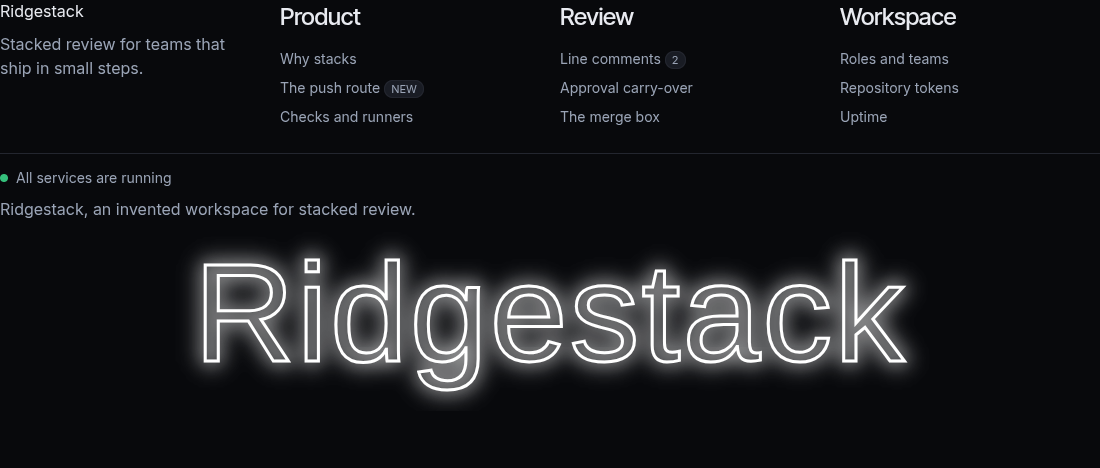 Ridgestack
Stacked review for teams that
ship in small steps.
Product
Why stacks
The push route NEW
Checks and runners
Review
Line comments 2
Approval carry-over
The merge box
Workspace
Roles and teams
Repository tokens
Uptime
All services are running
Ridgestack, an invented workspace for stacked review.
Ridgestack